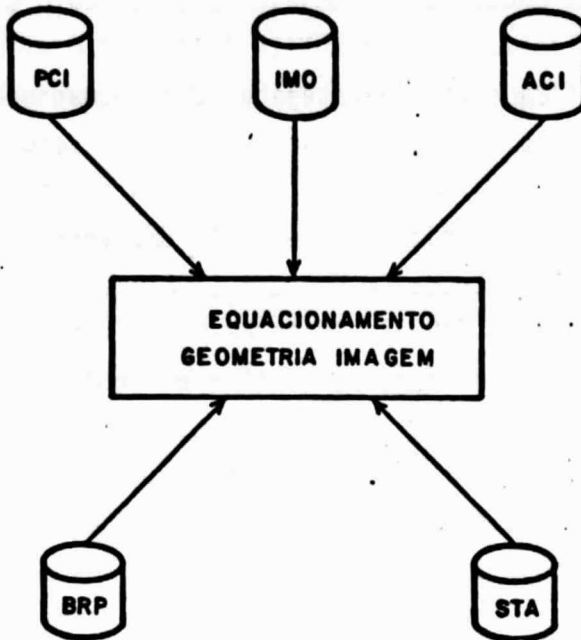 PCI
IMO
ACI
EQUACIONAMENTO
GEOMETRIA IMAGEM
BRP
STA